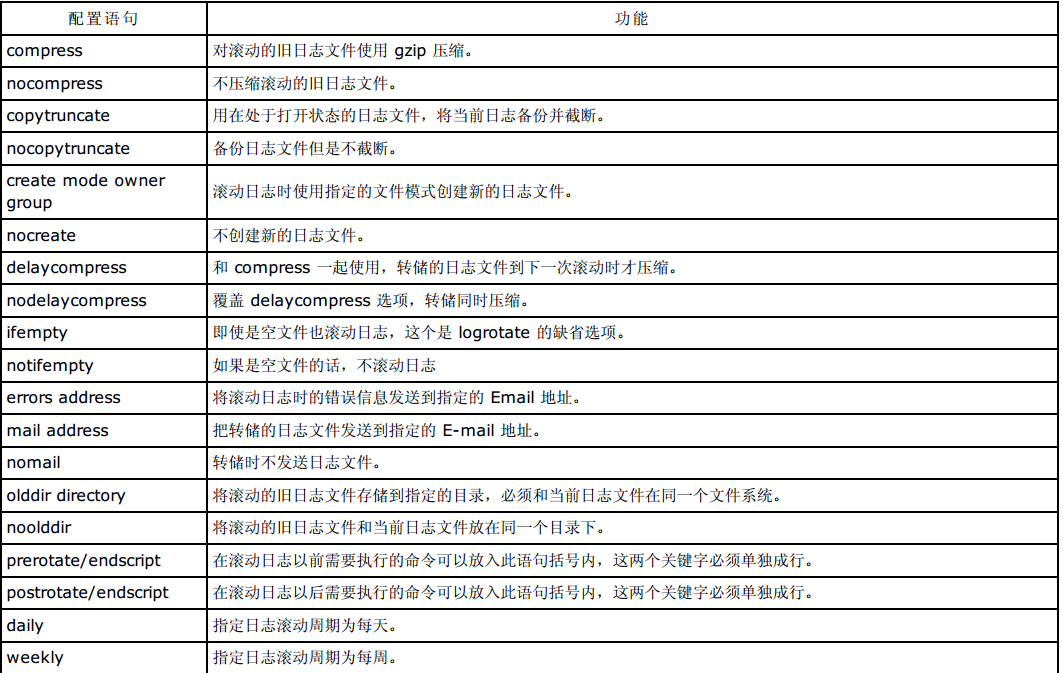 配置语句 功能
compress 对滚动的旧日志文件使用 gzip 压缩。
nocompress 不压缩滚动的旧日志文件。
copytruncate 用在处于打开状态的日志文件，将当前日志备份并截断。
nocopytruncate 备份日志文件但是不截断。
create mode owner
group
滚动日志时使用指定的文件模式创建新的日志文件。
nocreate 不创建新的日志文件。
delaycompress 和 compress 一起使用，转储的日志文件到下一次滚动时才压缩。
nodelaycompress 覆盖 delaycompress 选项，转储同时压缩。
ifempty 即使是空文件也滚动日志，这个是 logrotate 的缺省选项。
notifempty 如果是空文件的话，不滚动日志
errors address 将滚动日志时的错误信息发送到指定的 Email 地址。
mail address 把转储的日志文件发送到指定的 E-mail 地址。
nomail 转储时不发送日志文件。
olddir directory 将滚动的旧日志文件存储到指定的目录，必须和当前日志文件在同一个文件系统。
noolddir 将滚动的旧日志文件和当前日志文件放在同一个目录下。
prerotate/endscript 在滚动日志以前需要执行的命令可以放入此语句括号内，这两个关键字必须单独成行。
postrotate/endscript 在滚动日志以后需要执行的命令可以放入此语句括号内，这两个关键字必须单独成行。
daily 指定日志滚动周期为每天。
weekly 指定日志滚动周期为每周。